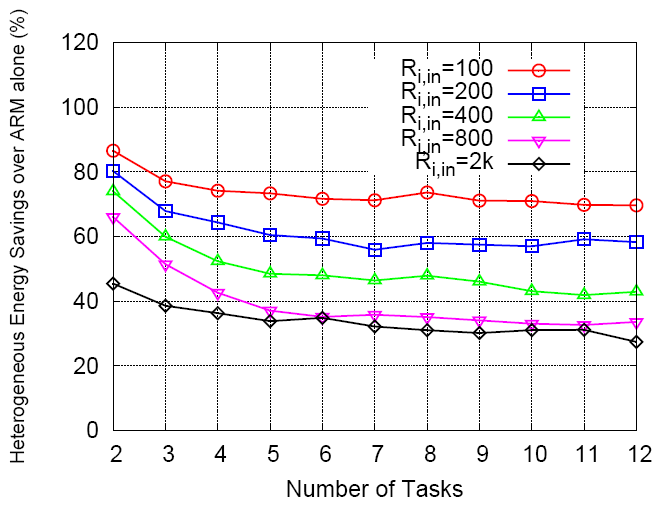 Heterogeneous Energy Savings over ARM alone (%)
120
100
80
60
40
20
0
R_i,in=100
R_i,in=200
R_i,in=400
R_i,in=800
R_i,in=2k
2 3 4 5 6 7 8 9 10 11 12
Number of Tasks